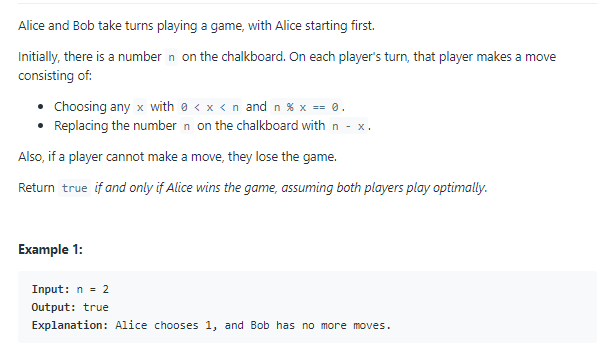 Alice and Bob take turns playing a game, with Alice starting first.
Initially, there is a number n on the chalkboard. On each player's turn, that player makes a move
consisting of:
• Choosing any x with 0 < x < n and n % x == 0.
• Replacing the number n on the chalkboard with n - x.
Also, if a player cannot make a move, they lose the game.
Return true if and only if Alice wins the game, assuming both players play optimally.
Example 1:
Input: n = 2
Output: true
Explanation: Alice chooses 1, and Bob has no more moves.